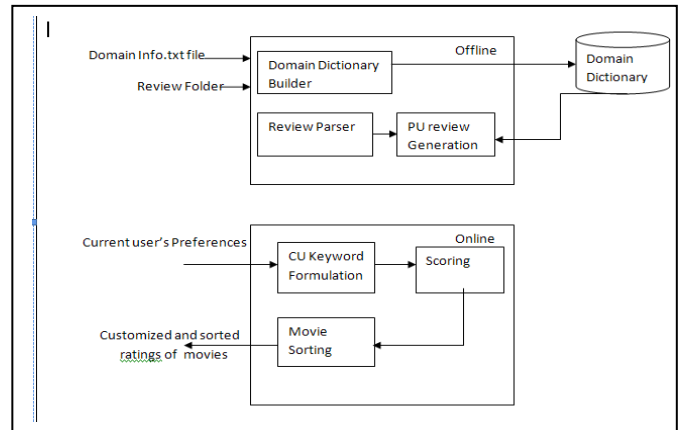 Domain Info.txt file
Review Folder
Offline
Domain Dictionary
Builder
Domain
Dictionary
Review Parser
PU review
Generation
Current user's Preferences
Online
CU Keyword
Formulation
Scoring
Customized and sorted
ratings of movies
Movie
Sorting